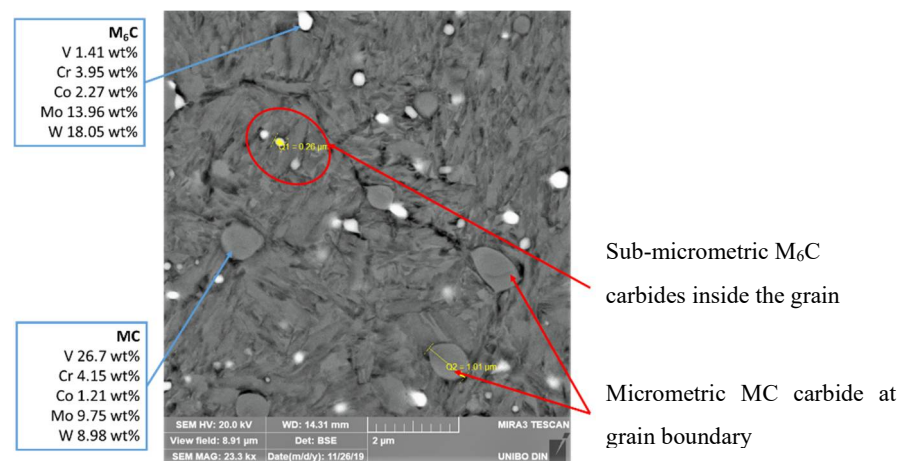 M₆C
V 1.41 wt%
Cr 3.95 wt%
Co 2.27 wt%
Mo 13.96 wt%
W 18.05 wt%
Q1 = 0.26 µm
Sub-micrometric M₆C
carbides inside the grain
MC
V 26.7 wt%
Cr 4.15 wt%
Co 1.21 wt%
Mo 9.75 wt%
W 8.98 wt%
Q2 = 1.01 µm
Micrometric MC carbide at
grain boundary
SEM HV: 20.0 kV WD: 14.31 mm MIRA3 TESCAN
View field: 8.91 µm Det: BSE 2 µm
SEM MAG: 23.3 kx Date(m/d/y): 11/26/19 UNIBO DIN